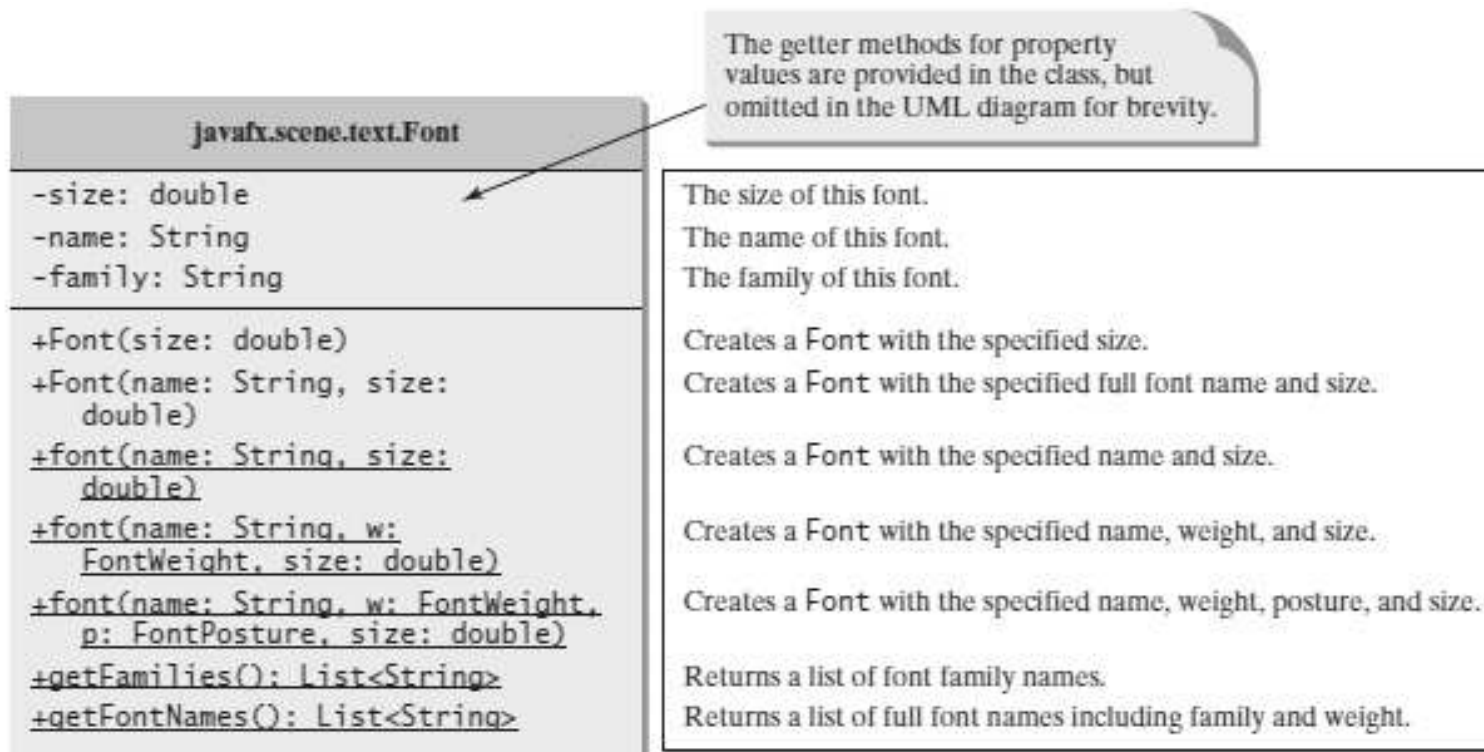 The getter methods for property
values are provided in the class, but
omitted in the UML diagram for brevity.
javafx.scene.text.Font
-size: double
The size of this font.
-name: String
The name of this font.
-family: String
The family of this font.
+Font(size: double)
Creates a Font with the specified size.
+Font(name: String, size:
double)
Creates a Font with the specified full font name and size.
+font(name: String, size:
double)
Creates a Font with the specified name and size.
+font(name: String, w:
FontWeight, size: double)
Creates a Font with the specified name, weight, and size.
+font(name: String, w: FontWeight,
p: FontPosture, size: double)
Creates a Font with the specified name, weight, posture, and size.
+getFamilies(): List<String>
Returns a list of font family names.
+getFontNames(): List<String>
Returns a list of full font names including family and weight.